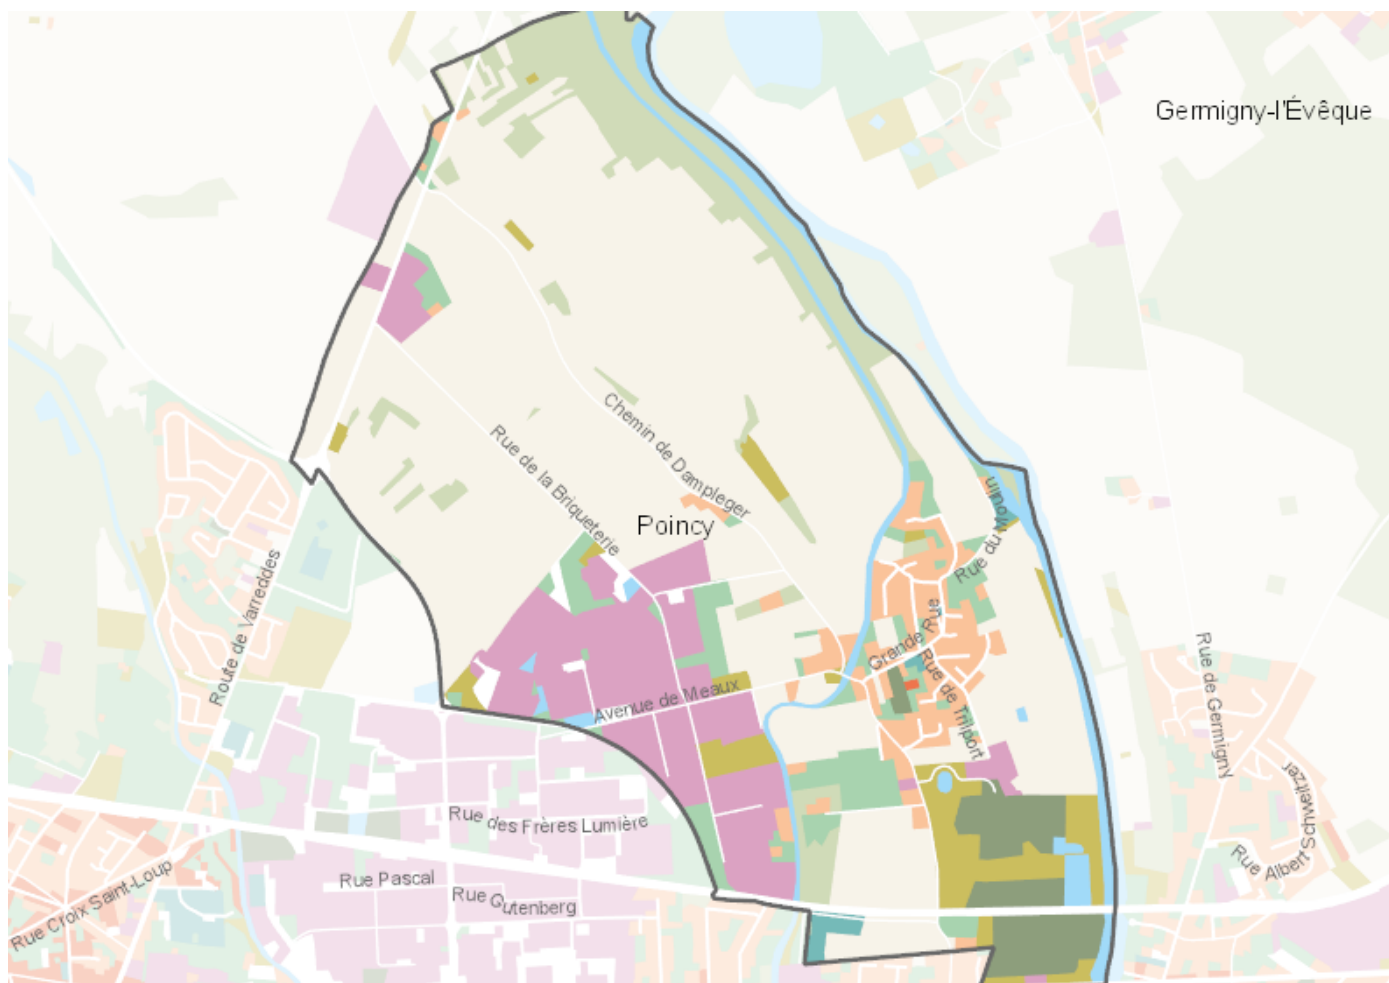 Germigny-l'Évêque
Chemin de Dampleger
Rue de la Briqueterie
Poincy
Rue du Moulin
Route de Varreddes
Grande Rue
Rue de Trilport
Avenue de Meaux
Rue de Germigny
Rue Albert Schweitzer
Rue des Frères Lumière
Rue Pascal
Rue Gutenberg
Rue Croix Saint-Loup